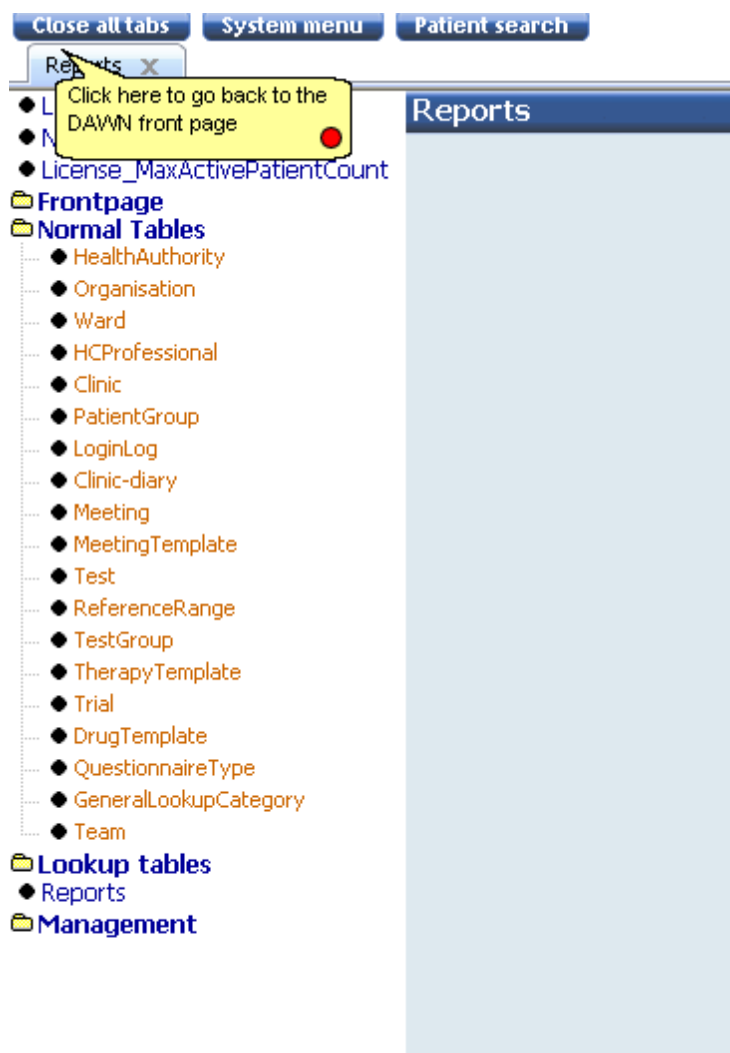 Close all tabs System menu Patient search
Reports X
Click here to go back to the
DAWN front page
Reports
L
N
License_MaxActivePatientCount
Frontpage
Normal Tables
HealthAuthority
Organisation
Ward
HCProfessional
Clinic
PatientGroup
LoginLog
Clinic-diary
Meeting
MeetingTemplate
Test
ReferenceRange
TestGroup
TherapyTemplate
Trial
DrugTemplate
QuestionnaireType
GeneralLookupCategory
Team
Lookup tables
Reports
Management